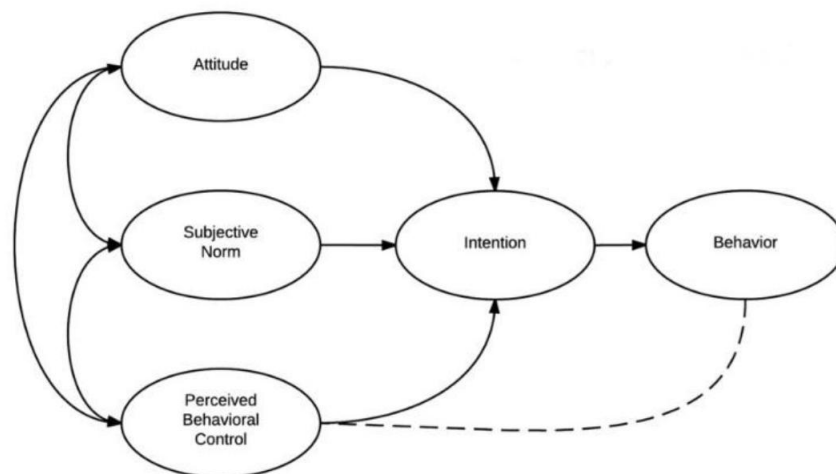 Attitude
Subjective
Norm
Intention
Behavior
Perceived
Behavioral
Control